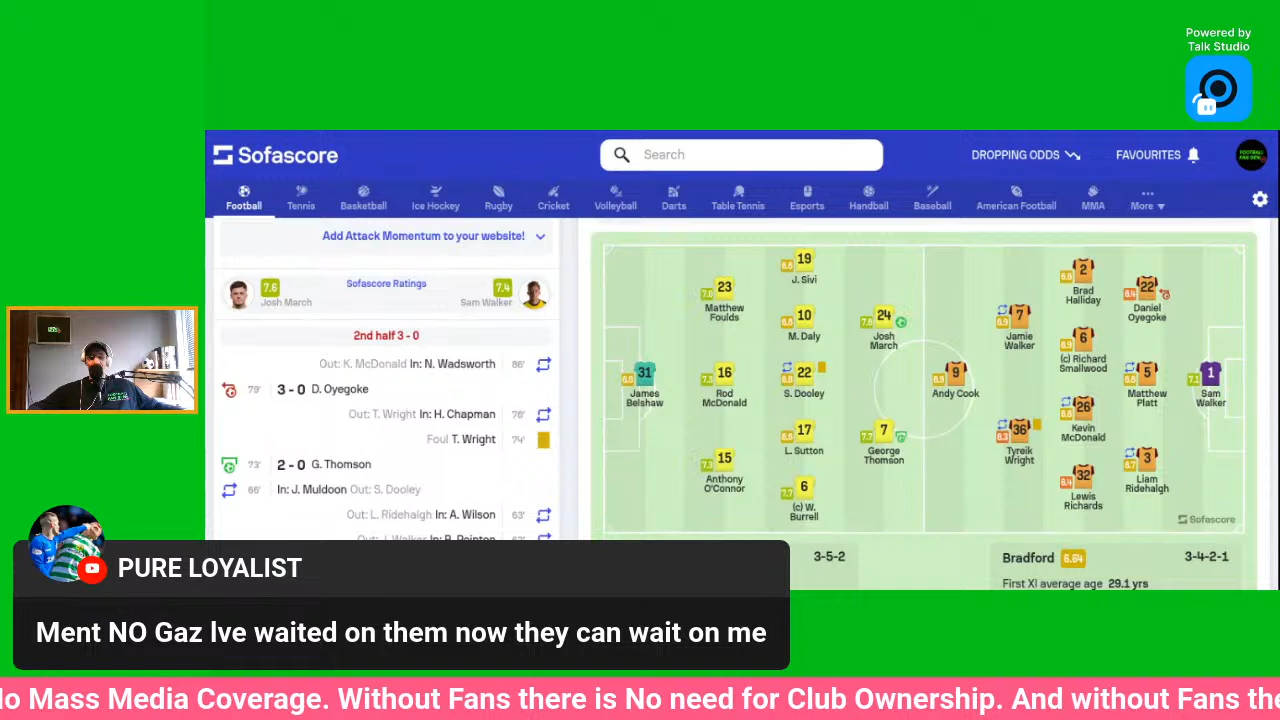 Powered by
Talk Studio
Sofascore
Search
DROPPING ODDS
FAVOURITES
Football
Tennis
Basketball
Ice Hockey
Rugby
Cricket
Volleyball
Darts
Table Tennis
Esports
Handball
Baseball
American Football
MMA
More
Add Attack Momentum to your website!
7.6
Josh March
Sofascore Ratings
7.4
Sam Walker
2nd half 3 - 0
Out: K. McDonald In: N. Wadsworth 86'
79' 3 - 0 D. Oyegoke
Out: T. Wright In: H. Chapman 78'
Foul T. Wright 74'
73' 2 - 0 G. Thomson
66' In: J. Muldoon Out: S. Dooley
Out: L. Ridehalgh In: A. Wilson 63'
31
James
Belshaw
23
Matthew
Foulds
16
Rod
McDonald
15
Anthony
O'Connor
19
J. Sivi
10
M. Daly
22
S. Dooley
17
L. Sutton
6
(c) W.
Burrell
24
Josh
March
7
George
Thomson
9
Andy Cook
7
Jamie
Walker
36
Tyreik
Wright
2
Brad
Halliday
6
(c) Richard
Smallwood
26
Kevin
McDonald
32
Lewis
Richards
22
Daniel
Oyegoke
5
Matthew
Platt
3
Liam
Ridehalgh
1
Sam
Walker
Sofascore
3-5-2
Bradford 6.64 3-4-2-1
First XI average age 29.1 yrs
PURE LOYALIST
Ment NO Gaz lve waited on them now they can wait on me
Mass Media Coverage. Without Fans there is No need for Club Ownership. And without Fans